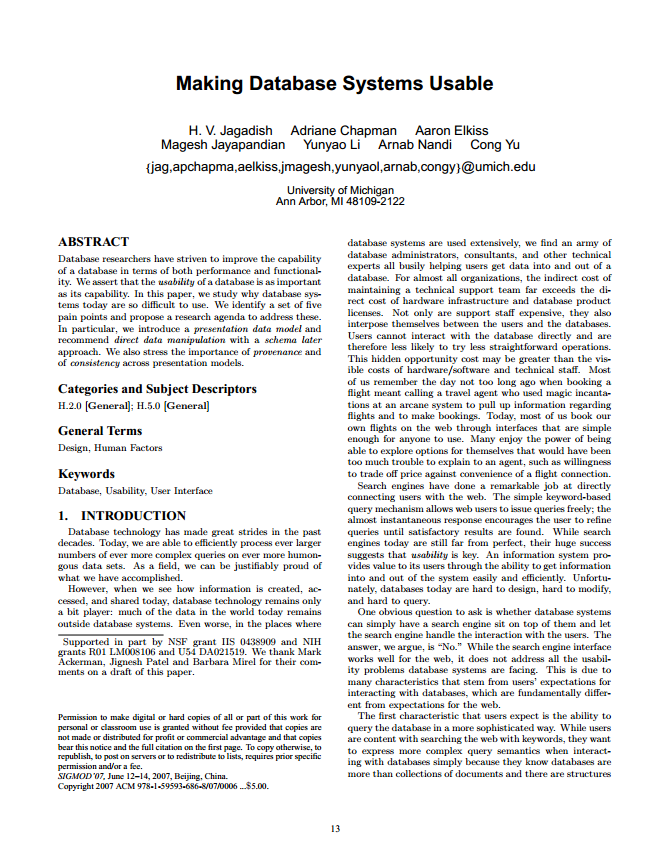 Making Database Systems Usable
H. V. Jagadish Adriane Chapman Aaron Elkiss
Magesh Jayapandian Yunyao Li Arnab Nandi Cong Yu
{jag,apchapma,aelkiss,jmagesh,yunyaol,arnab,congy}@umich.edu
University of Michigan
Ann Arbor, MI 48109-2122
ABSTRACT
Database researchers have striven to improve the capability
of a database in terms of both performance and functional-
ity. We assert that the usability of a database is as important
as its capability. In this paper, we study why database sys-
tems today are so difficult to use. We identify a set of five
pain points and propose a research agenda to address these.
In particular, we introduce a presentation data model and
recommend direct data manipulation with a schema later
approach. We also stress the importance of provenance and
of consistency across presentation models.
Categories and Subject Descriptors
H.2.0 [General]; H.5.0 [General]
General Terms
Design, Human Factors
Keywords
Database, Usability, User Interface
1. INTRODUCTION
Database technology has made great strides in the past
decades. Today, we are able to efficiently process ever larger
numbers of ever more complex queries on ever more humon-
gous data sets. As a field, we can be justifiably proud of
what we have accomplished.
However, when we see how information is created, ac-
cessed, and shared today, database technology remains only
a bit player: much of the data in the world today remains
outside database systems. Even worse, in the places where
Supported in part by NSF grant IIS 0438909 and NIH
grants R01 LM008106 and U54 DA021519. We thank Mark
Ackerman, Jignesh Patel and Barbara Mirel for their com-
ments on a draft of this paper.
Permission to make digital or hard copies of all or part of this work for
personal or classroom use is granted without fee provided that copies are
not made or distributed for profit or commercial advantage and that copies
bear this notice and the full citation on the first page. To copy otherwise, to
republish, to post on servers or to redistribute to lists, requires prior specific
permission and/or a fee.
SIGMOD'07, June 12–14, 2007, Beijing, China.
Copyright 2007 ACM 978-1-59593-686-8/07/0006 ...$5.00.
database systems are used extensively, we find an army of
database administrators, consultants, and other technical
experts all busily helping users get data into and out of a
database. For almost all organizations, the indirect cost of
maintaining a technical support team far exceeds the di-
rect cost of hardware infrastructure and database product
licenses. Not only are support staff expensive, they also
interpose themselves between the users and the databases.
Users cannot interact with the database directly and are
therefore less likely to try less straightforward operations.
This hidden opportunity cost may be greater than the vis-
ible costs of hardware/software and technical staff. Most
of us remember the day not too long ago when booking a
flight meant calling a travel agent who used magic incanta-
tions at an arcane system to pull up information regarding
flights and to make bookings. Today, most of us book our
own flights on the web through interfaces that are simple
enough for anyone to use. Many enjoy the power of being
able to explore options for themselves that would have been
too much trouble to explain to an agent, such as willingness
to trade off price against convenience of a flight connection.
Search engines have done a remarkable job at directly
connecting users with the web. The simple keyword-based
query mechanism allows web users to issue queries freely; the
almost instantaneous response encourages the user to refine
queries until satisfactory results are found. While search
engines today are still far from perfect, their huge success
suggests that usability is key. An information system pro-
vides value to its users through the ability to get information
into and out of the system easily and efficiently. Unfortu-
nately, databases today are hard to design, hard to modify,
and hard to query.
One obvious question to ask is whether database systems
can simply have a search engine sit on top of them and let
the search engine handle the interaction with the users. The
answer, we argue, is “No.” While the search engine interface
works well for the web, it does not address all the usabil-
ity problems database systems are facing. This is due to
many characteristics that stem from users’ expectations for
interacting with databases, which are fundamentally differ-
ent from expectations for the web.
The first characteristic that users expect is the ability to
query the database in a more sophisticated way. While users
are content with searching the web with keywords, they want
to express more complex query semantics when interact-
ing with databases simply because they know databases are
more than collections of documents and there are structures
13